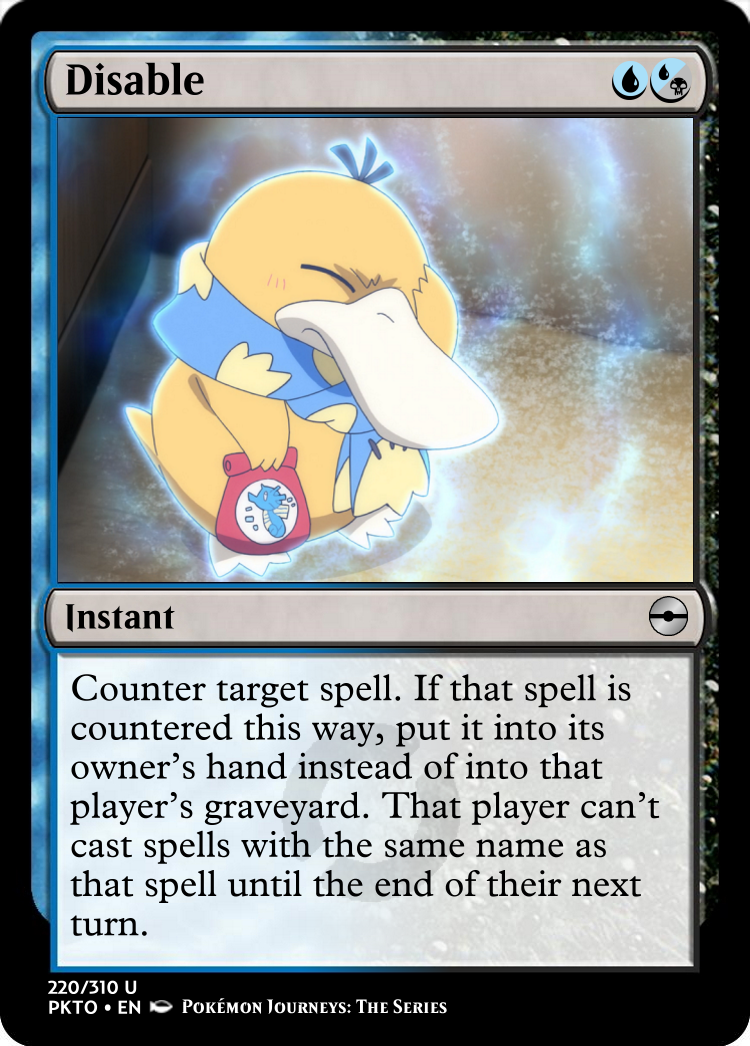 Disable
Instant
Counter target spell. If that spell is
countered this way, put it into its
owner's hand instead of into that
player's graveyard. That player can't
cast spells with the same name as
that spell until the end of their next
turn.
220/310 U
PKTO • EN Pokémon Journeys: The Series